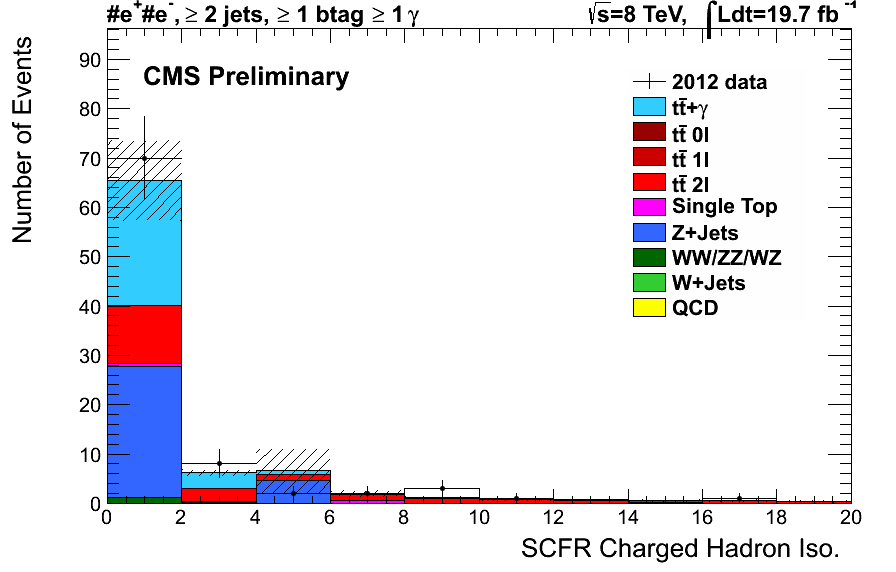 #e⁺#e⁻, ≥ 2 jets, ≥ 1 btag ≥ 1 γ √s=8 TeV, ∫Ldt=19.7 fb⁻¹
CMS Preliminary
2012 data
tt̄+γ
tt̄ 0l
tt̄ 1l
tt̄ 2l
Single Top
Z+Jets
WW/ZZ/WZ
W+Jets
QCD
Number of Events
90
80
70
60
50
40
30
20
10
0
0 2 4 6 8 10 12 14 16 18 20
SCFR Charged Hadron Iso.